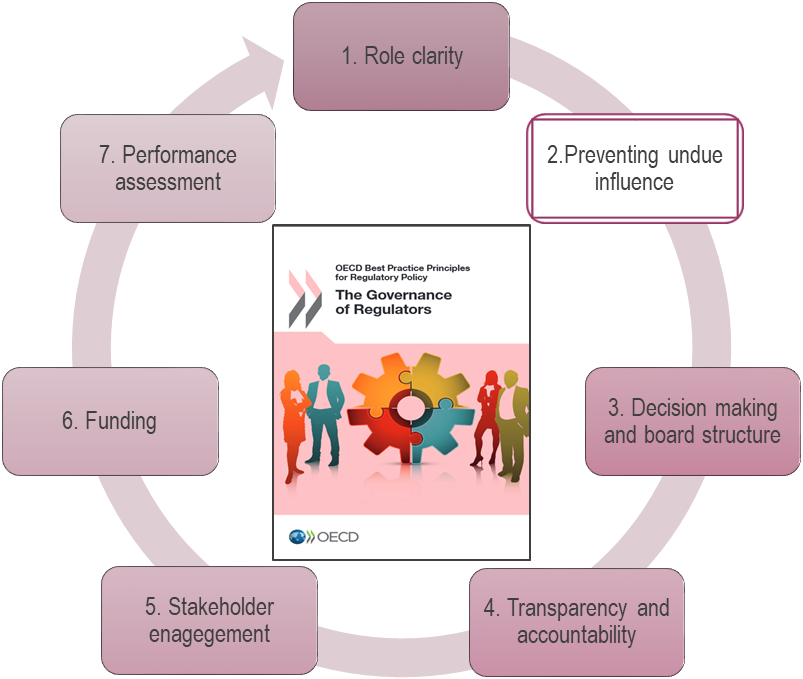 1. Role clarity
2.Preventing undue
influence
3. Decision making
and board structure
4. Transparency and
accountability
5. Stakeholder
enagegement
6. Funding
7. Performance
assessment
OECD Best Practice Principles
for Regulatory Policy
The Governance
of Regulators
OECD